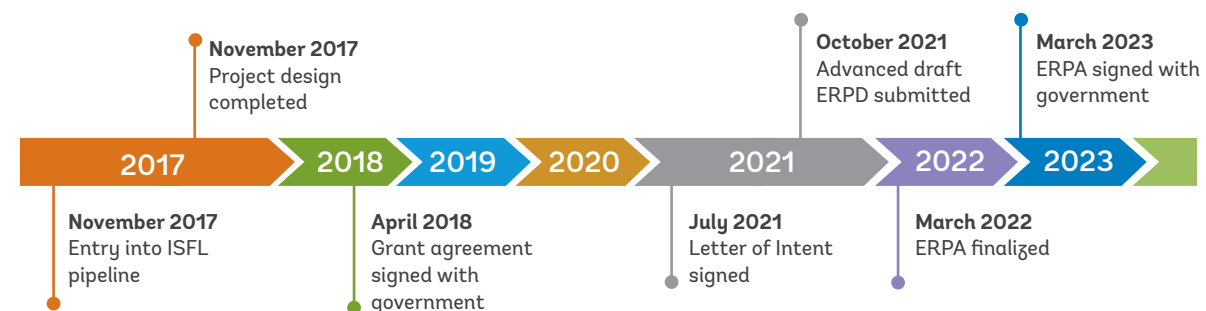 November 2017
Project design
completed
October 2021
Advanced draft
ERPD submitted
March 2023
ERPA signed with
government
2017
2018
2019
2020
2021
2022
2023
November 2017
Entry into ISFL
pipeline
April 2018
Grant agreement
signed with
government
July 2021
Letter of Intent
signed
March 2022
ERPA finalized